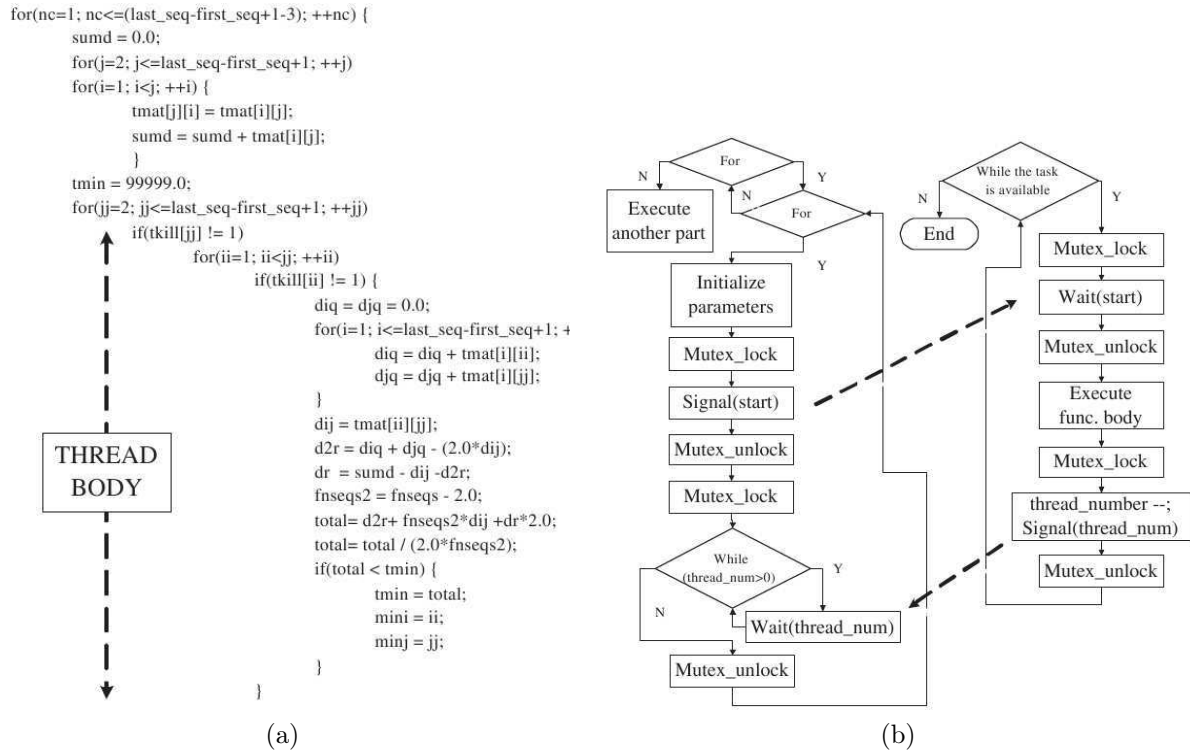 for(nc=1; nc<=(last_seq-first_seq+1-3); ++nc) {
sumd = 0.0;
for(j=2; j<=last_seq-first_seq+1; ++j)
for(i=1; i<j; ++i) {
tmat[j][i] = tmat[i][j];
sumd = sumd + tmat[i][j];
}
tmin = 99999.0;
for(jj=2; jj<=last_seq-first_seq+1; ++jj)
if(tkill[jj] != 1)
for(ii=1; ii<jj; ++ii)
if(tkill[ii] != 1) {
diq = djq = 0.0;
for(i=1; i<=last_seq-first_seq+1; +
diq = diq + tmat[i][ii];
djq = djq + tmat[i][jj];
}
dij = tmat[ii][jj];
d2r = diq + djq - (2.0*dij);
dr = sumd - dij -d2r;
fnseqs2 = fnseqs - 2.0;
total= d2r+ fnseqs2*dij +dr*2.0;
total= total / (2.0*fnseqs2);
if(total < tmin) {
tmin = total;
mini = ii;
minj = jj;
}
}
THREAD
BODY
(a)
For
N
Y
N
For
Execute
another part
Y
Initialize
parameters
Mutex_lock
Signal(start)
Mutex_unlock
Mutex_lock
While
(thread_num>0)
Y
N
Wait(thread_num)
Mutex_unlock
While the task
is available
N
Y
End
Mutex_lock
Wait(start)
Mutex_unlock
Execute
func. body
Mutex_lock
thread_number --;
Signal(thread_num)
Mutex_unlock
(b)